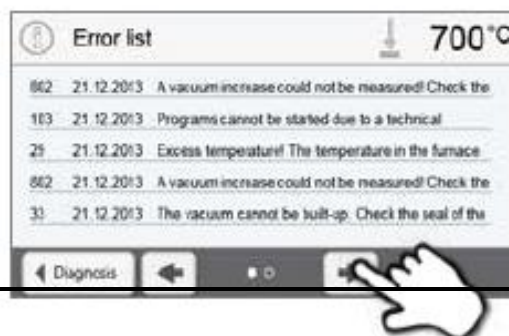 Error list 700°C
802 21.12.2013 A vacuum increase could not be measured! Check the
103 21.12.2013 Programs cannot be started due to a technical
29 21.12.2013 Excess temperature! The temperature in the furnace
802 21.12.2013 A vacuum increase could not be measured! Check the
33 21.12.2013 The vacuum cannot be built-up. Check the seal of the
Diagnosis